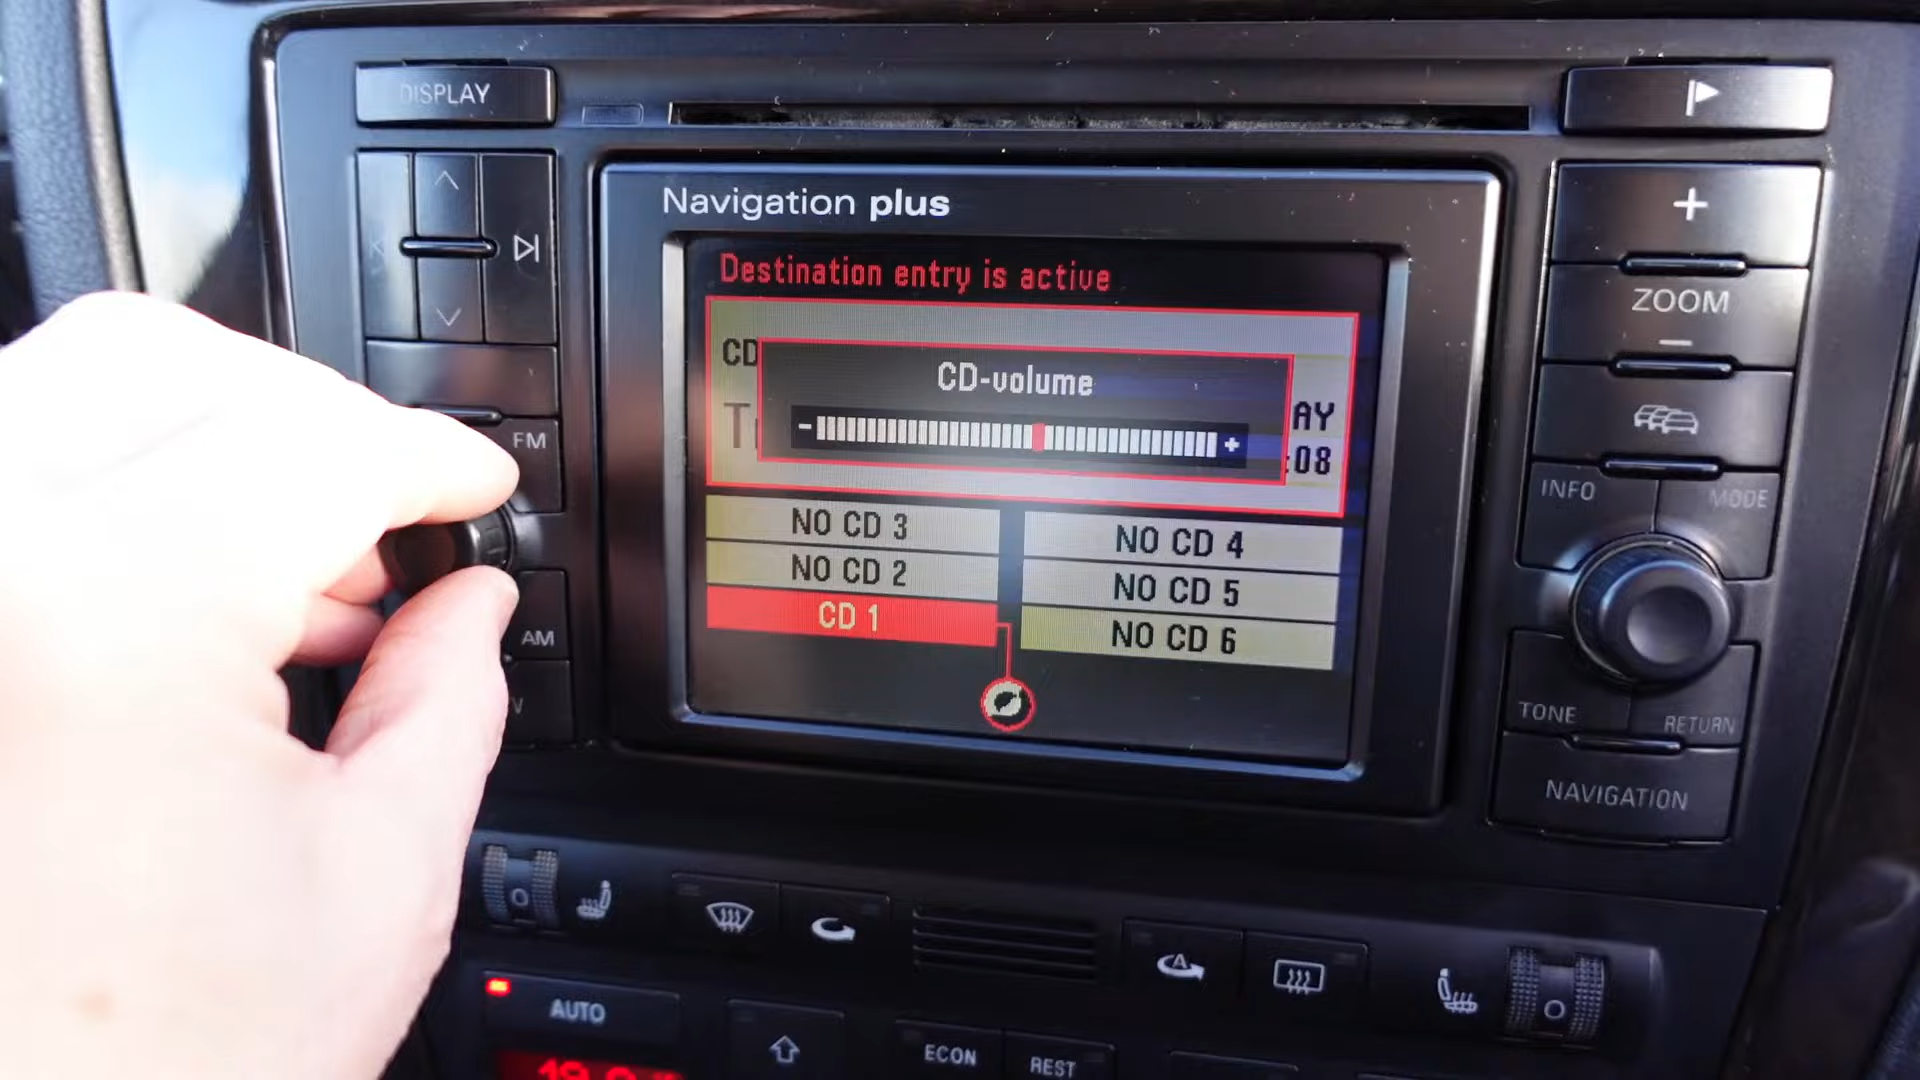 DISPLAY
Navigation plus
Destination entry is active
CD
CD-volume
AY
- +
:08
NO CD 3
NO CD 4
NO CD 2
NO CD 5
CD 1
NO CD 6
FM
AM
+
ZOOM
−
INFO
MODE
TONE
RETURN
NAVIGATION
O
A
O
AUTO
ECON
REST